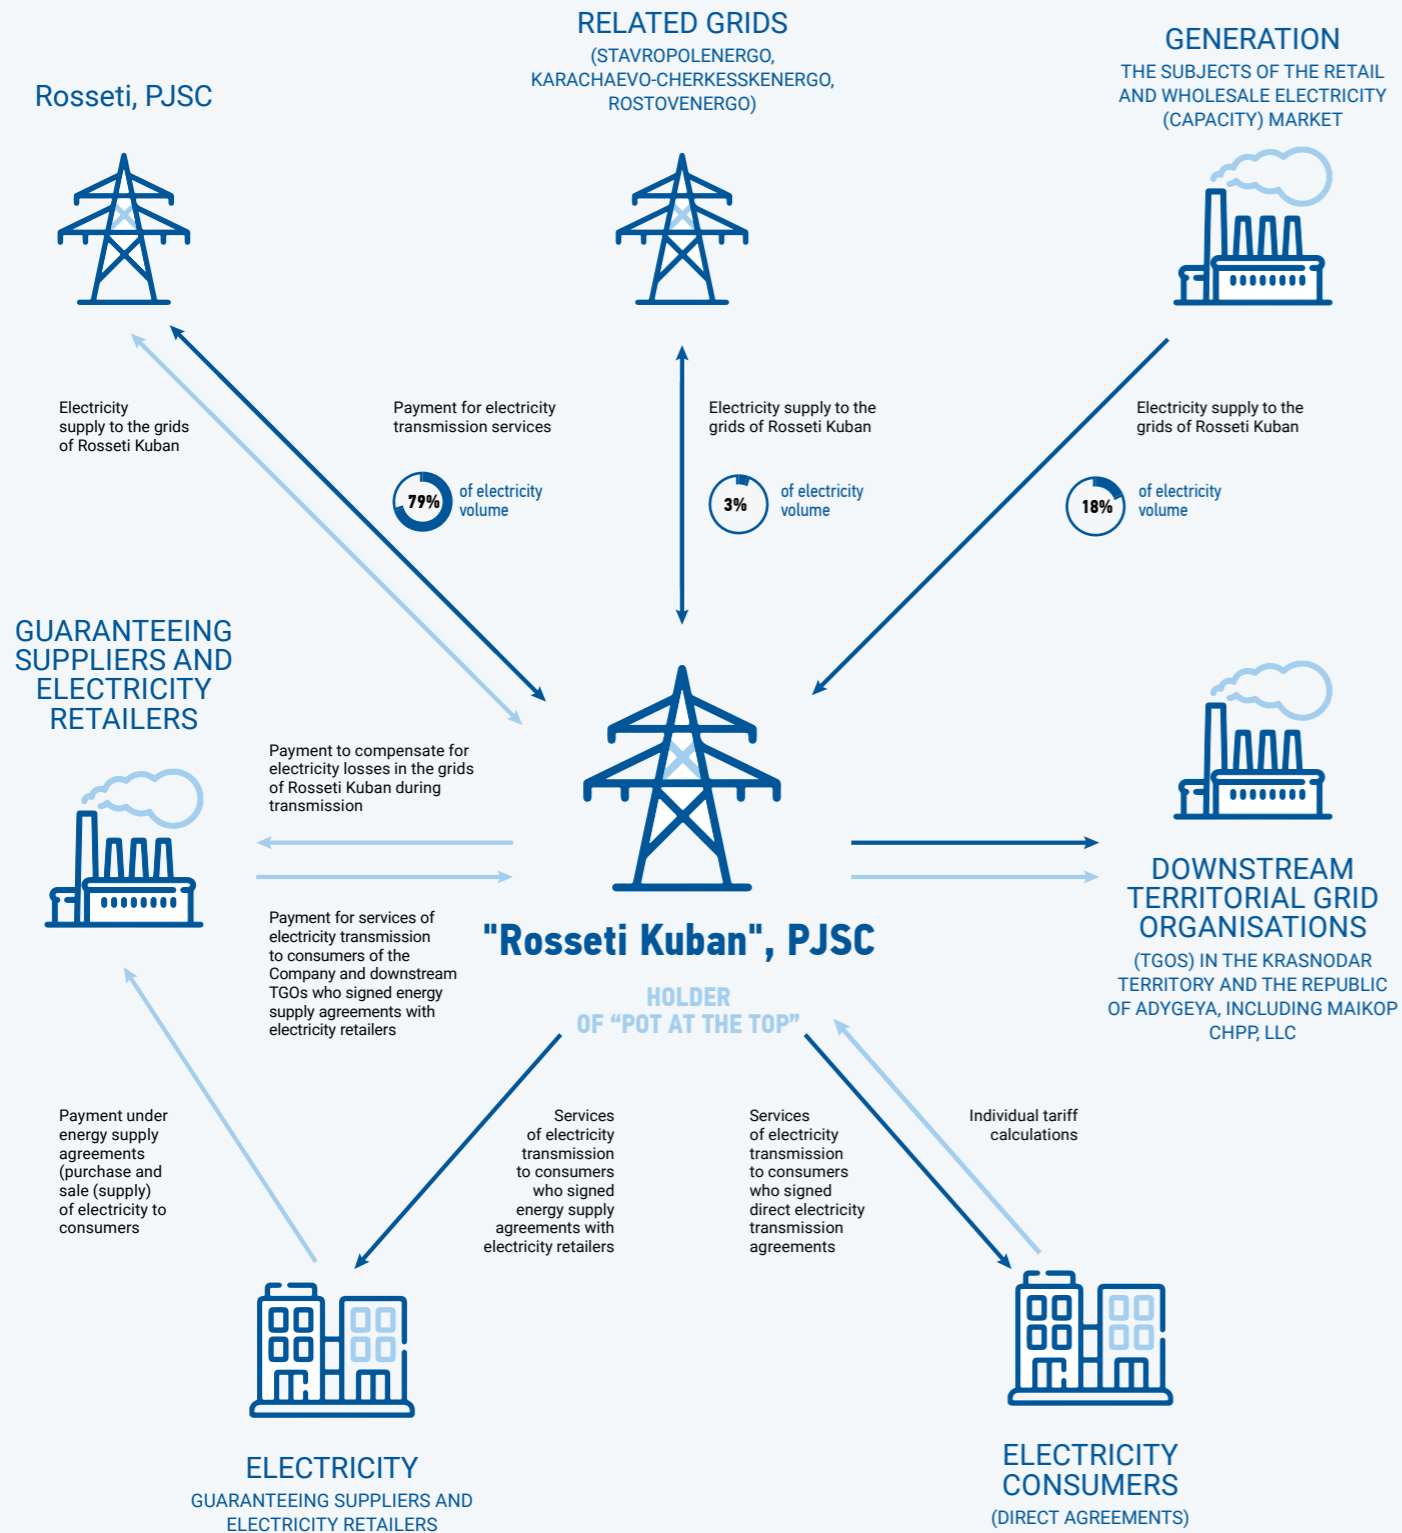 Rosseti, PJSC
RELATED GRIDS
(STAVROPOLENERGO,
KARACHAEVO-CHERKESSKENERGO,
ROSTOVENERGO)
GENERATION
THE SUBJECTS OF THE RETAIL
AND WHOLESALE ELECTRICITY
(CAPACITY) MARKET
Electricity
supply to the grids
of Rosseti Kuban
Payment for electricity
transmission services
79%
of electricity
volume
Electricity supply to the
grids of Rosseti Kuban
3%
of electricity
volume
Electricity supply to the
grids of Rosseti Kuban
18%
of electricity
volume
GUARANTEEING
SUPPLIERS AND
ELECTRICITY
RETAILERS
Payment to compensate for
electricity losses in the grids
of Rosseti Kuban during
transmission
Payment for services of
electricity transmission
to consumers of the
Company and downstream
TGOs who signed energy
supply agreements with
electricity retailers
"Rosseti Kuban", PJSC
HOLDER
OF “POT AT THE TOP”
DOWNSTREAM
TERRITORIAL GRID
ORGANISATIONS
(TGOS) IN THE KRASNODAR
TERRITORY AND THE REPUBLIC
OF ADYGEYA, INCLUDING MAIKOP
CHPP, LLC
Payment under
energy supply
agreements
(purchase and
sale (supply)
of electricity to
consumers
Services
of electricity
transmission
to consumers
who signed
energy supply
agreements with
electricity retailers
Services
of electricity
transmission
to consumers
who signed
direct electricity
transmission
agreements
Individual tariff
calculations
ELECTRICITY
GUARANTEEING SUPPLIERS AND
ELECTRICITY RETAILERS
ELECTRICITY
CONSUMERS
(DIRECT AGREEMENTS)